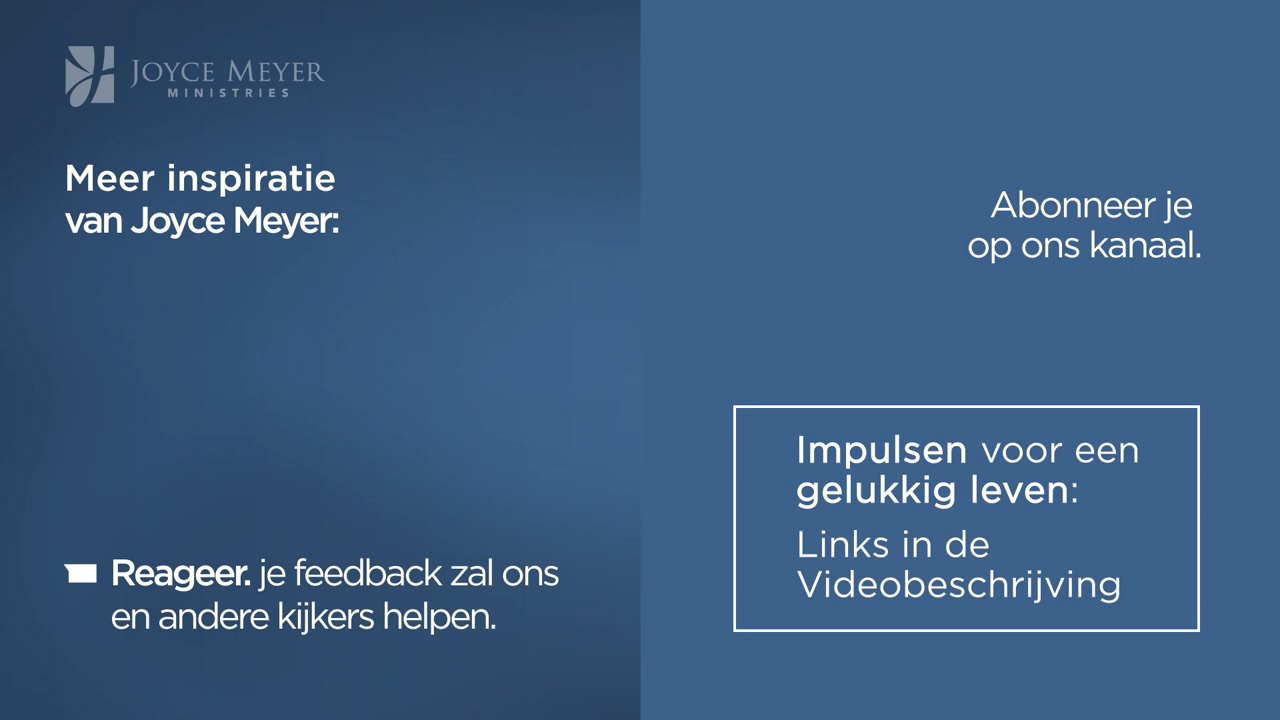 JOYCE MEYER
MINISTRIES
Meer inspiratie
van Joyce Meyer:
Abonneer je
op ons kanaal.
Impulsen voor een
gelukkig leven:
Links in de
Videobeschrijving
Reageer. je feedback zal ons
en andere kijkers helpen.